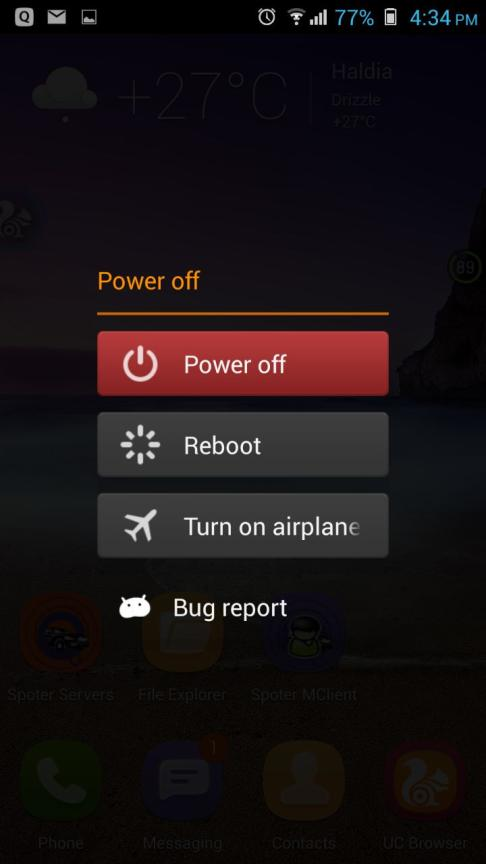 77% 4:34 PM
+27°C
Haldia
Drizzle
+27°C
89
Power off
Power off
Reboot
Turn on airplane
Bug report
Spoter Servers File Explorer Spoter MClient
1
Phone Messaging Contacts UC Browser